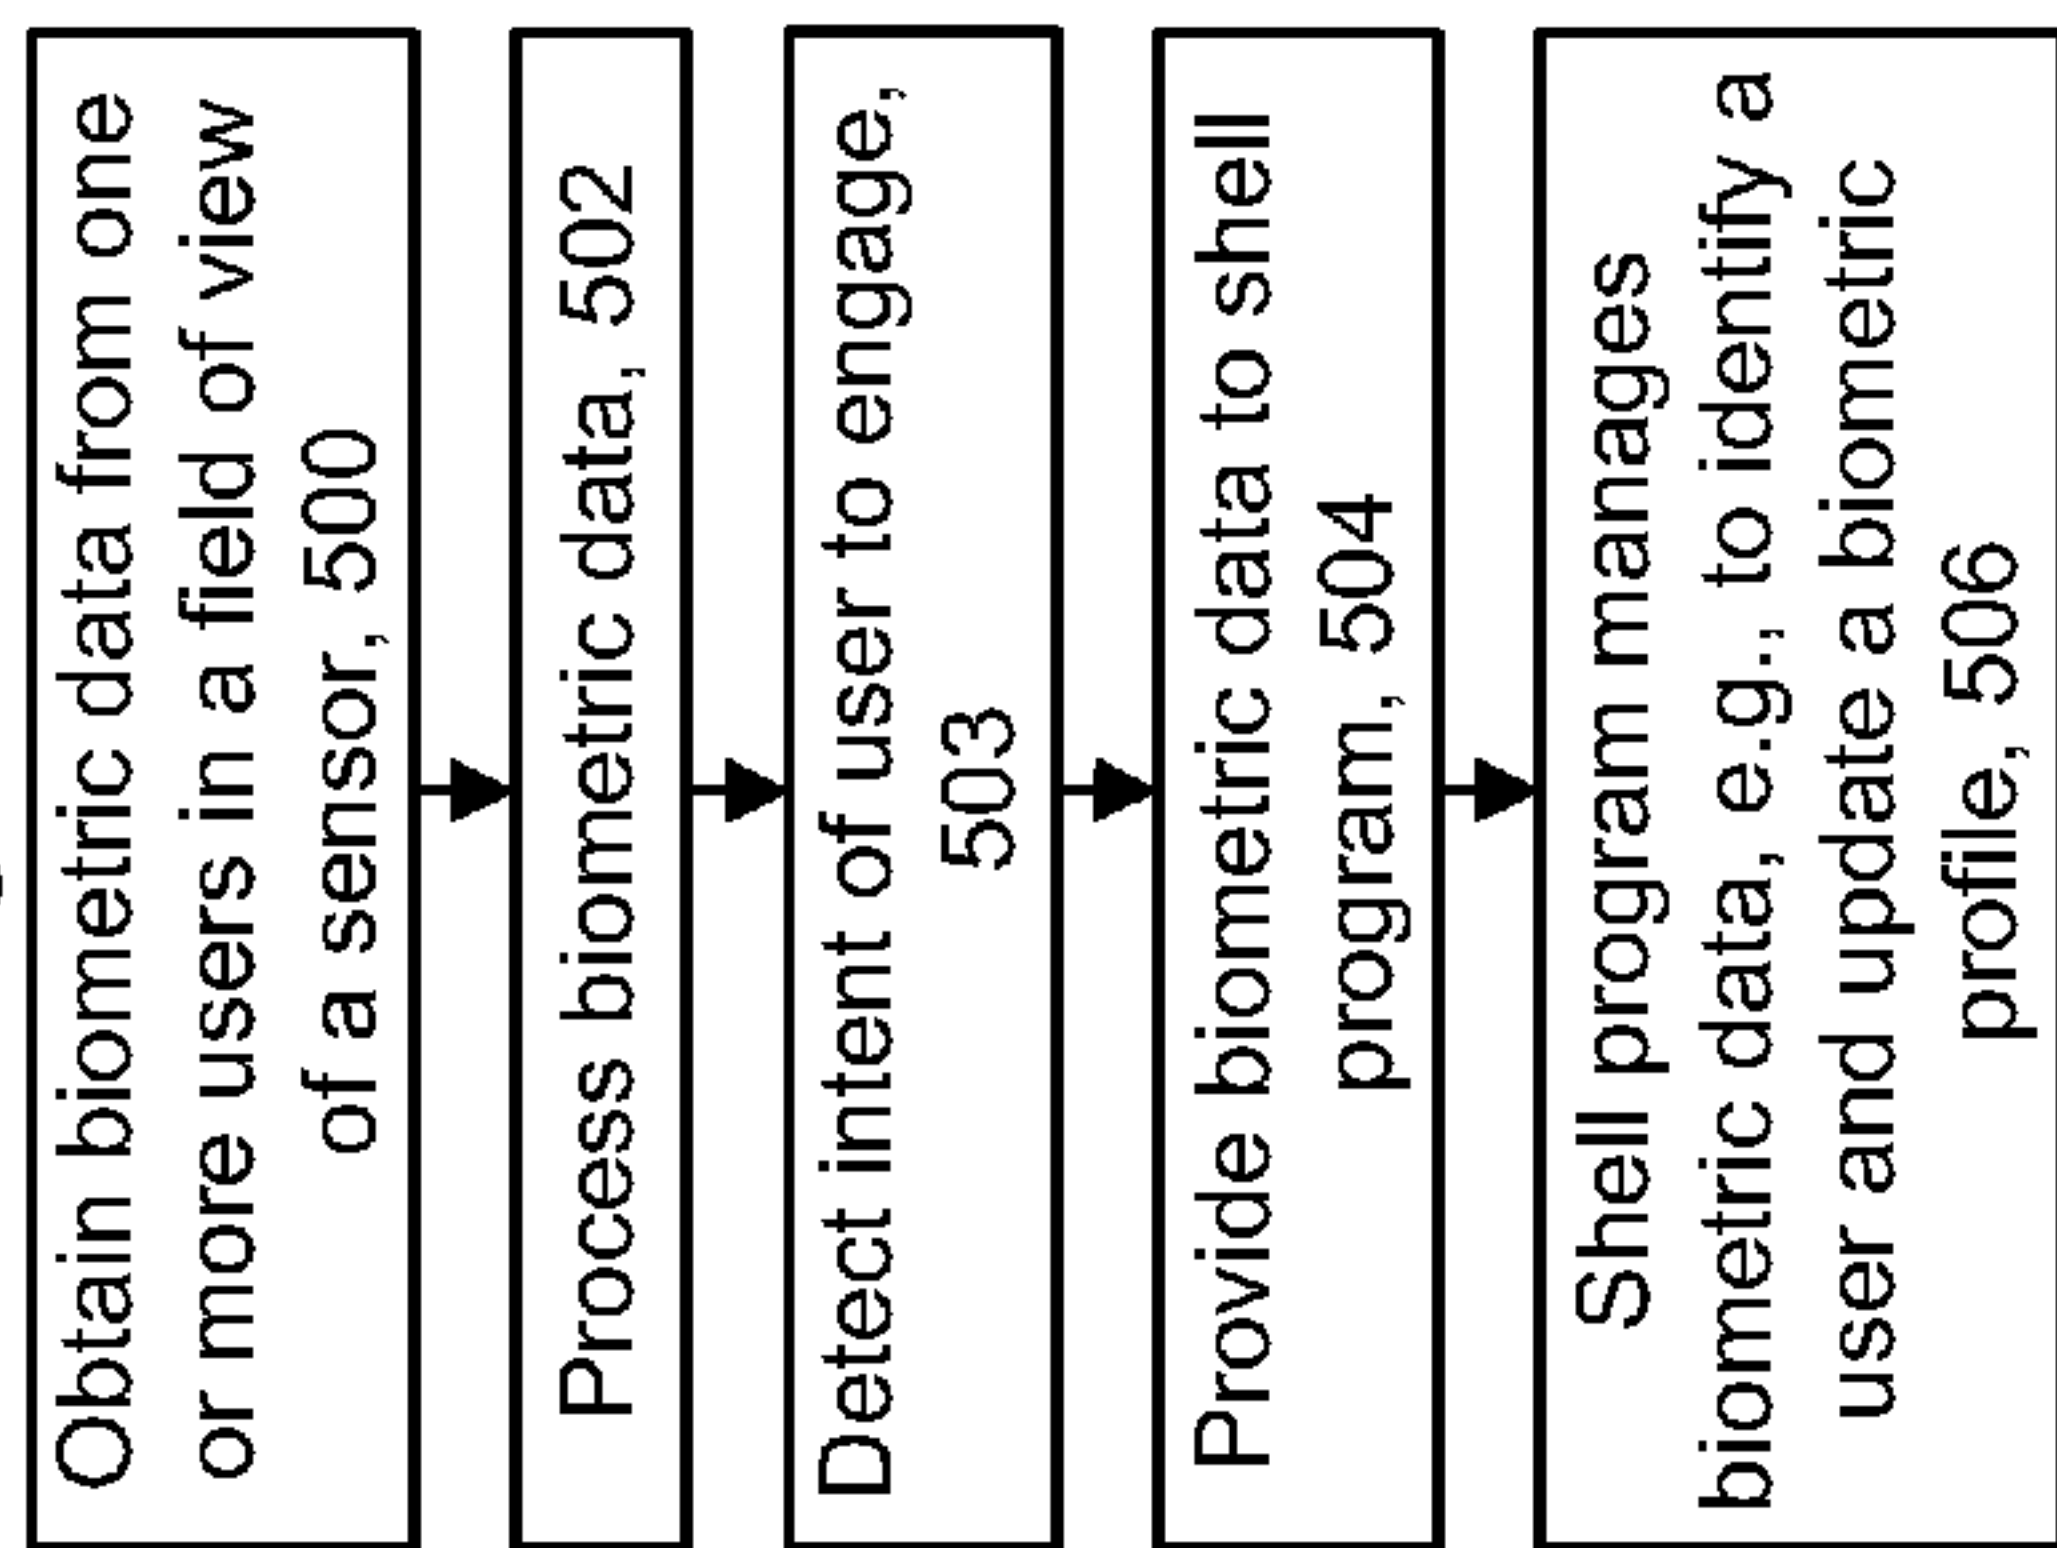 Obtain biometric data from one
or more users in a field of view
of a sensor, 500
Process biometric data, 502
Detect intent of user to engage,
503
Provide biometric data to shell
program, 504
Shell program manages
biometric data, e.g., to identify a
user and update a biometric
profile, 506